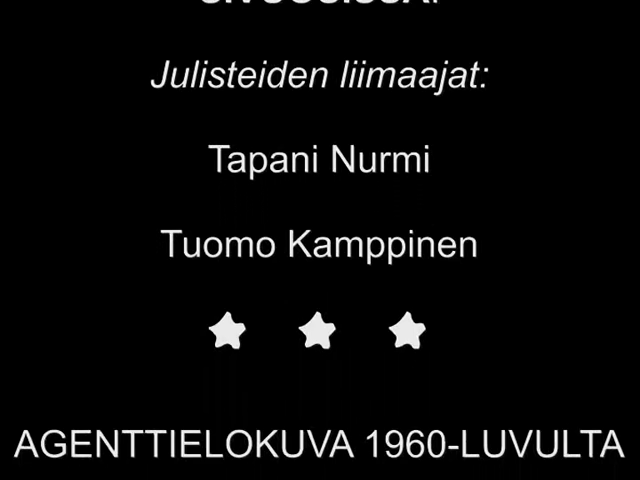 Julisteiden liimaajat:
Tapani Nurmi
Tuomo Kamppinen
AGENTTIELOKUVA 1960-LUVULTA